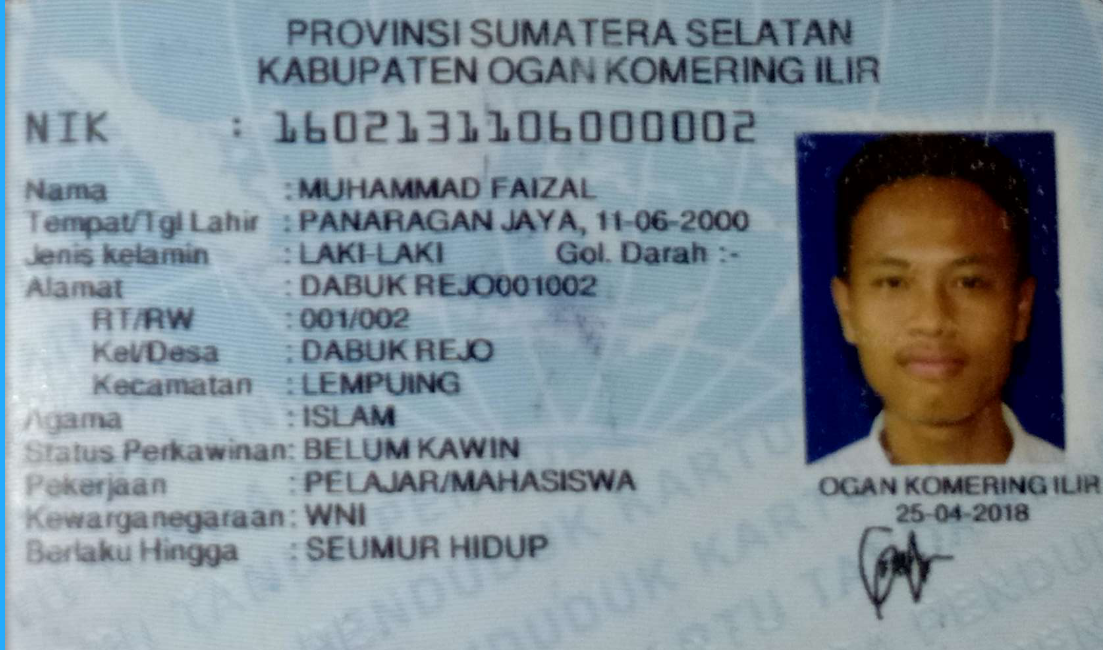 PROVINSI SUMATERA SELATAN
KABUPATEN OGAN KOMERING ILIR
NIK : 1602131106000002
Nama : MUHAMMAD FAIZAL
Tempat/Tgl Lahir : PANARAGAN JAYA, 11-06-2000
Jenis kelamin : LAKI-LAKI Gol. Darah :-
Alamat : DABUK REJO001002
RT/RW : 001/002
Kel/Desa : DABUK REJO
Kecamatan : LEMPUING
Agama : ISLAM
Status Perkawinan: BELUM KAWIN
Pekerjaan : PELAJAR/MAHASISWA
Kewarganegaraan: WNI
Berlaku Hingga : SEUMUR HIDUP
OGAN KOMERING ILIR
25-04-2018